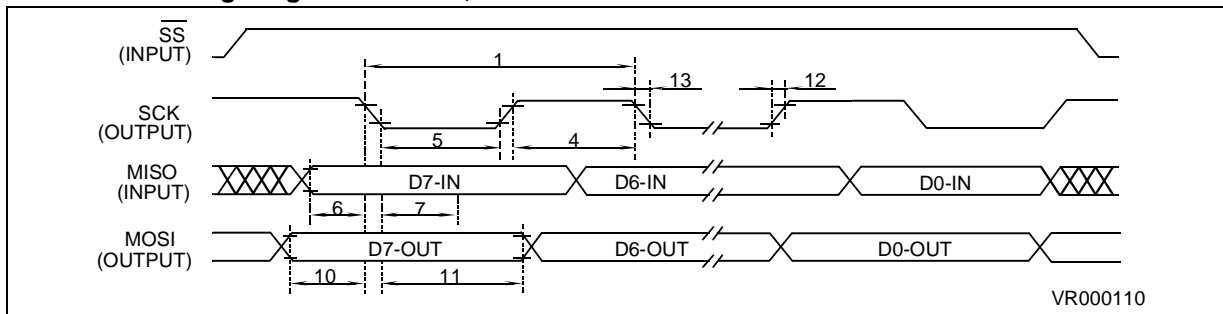 SS
(INPUT)
1
13
12
SCK
(OUTPUT)
5
4
MISO
(INPUT)
D7-IN
D6-IN
D0-IN
6
7
MOSI
(OUTPUT)
D7-OUT
D6-OUT
D0-OUT
10
11
VR000110